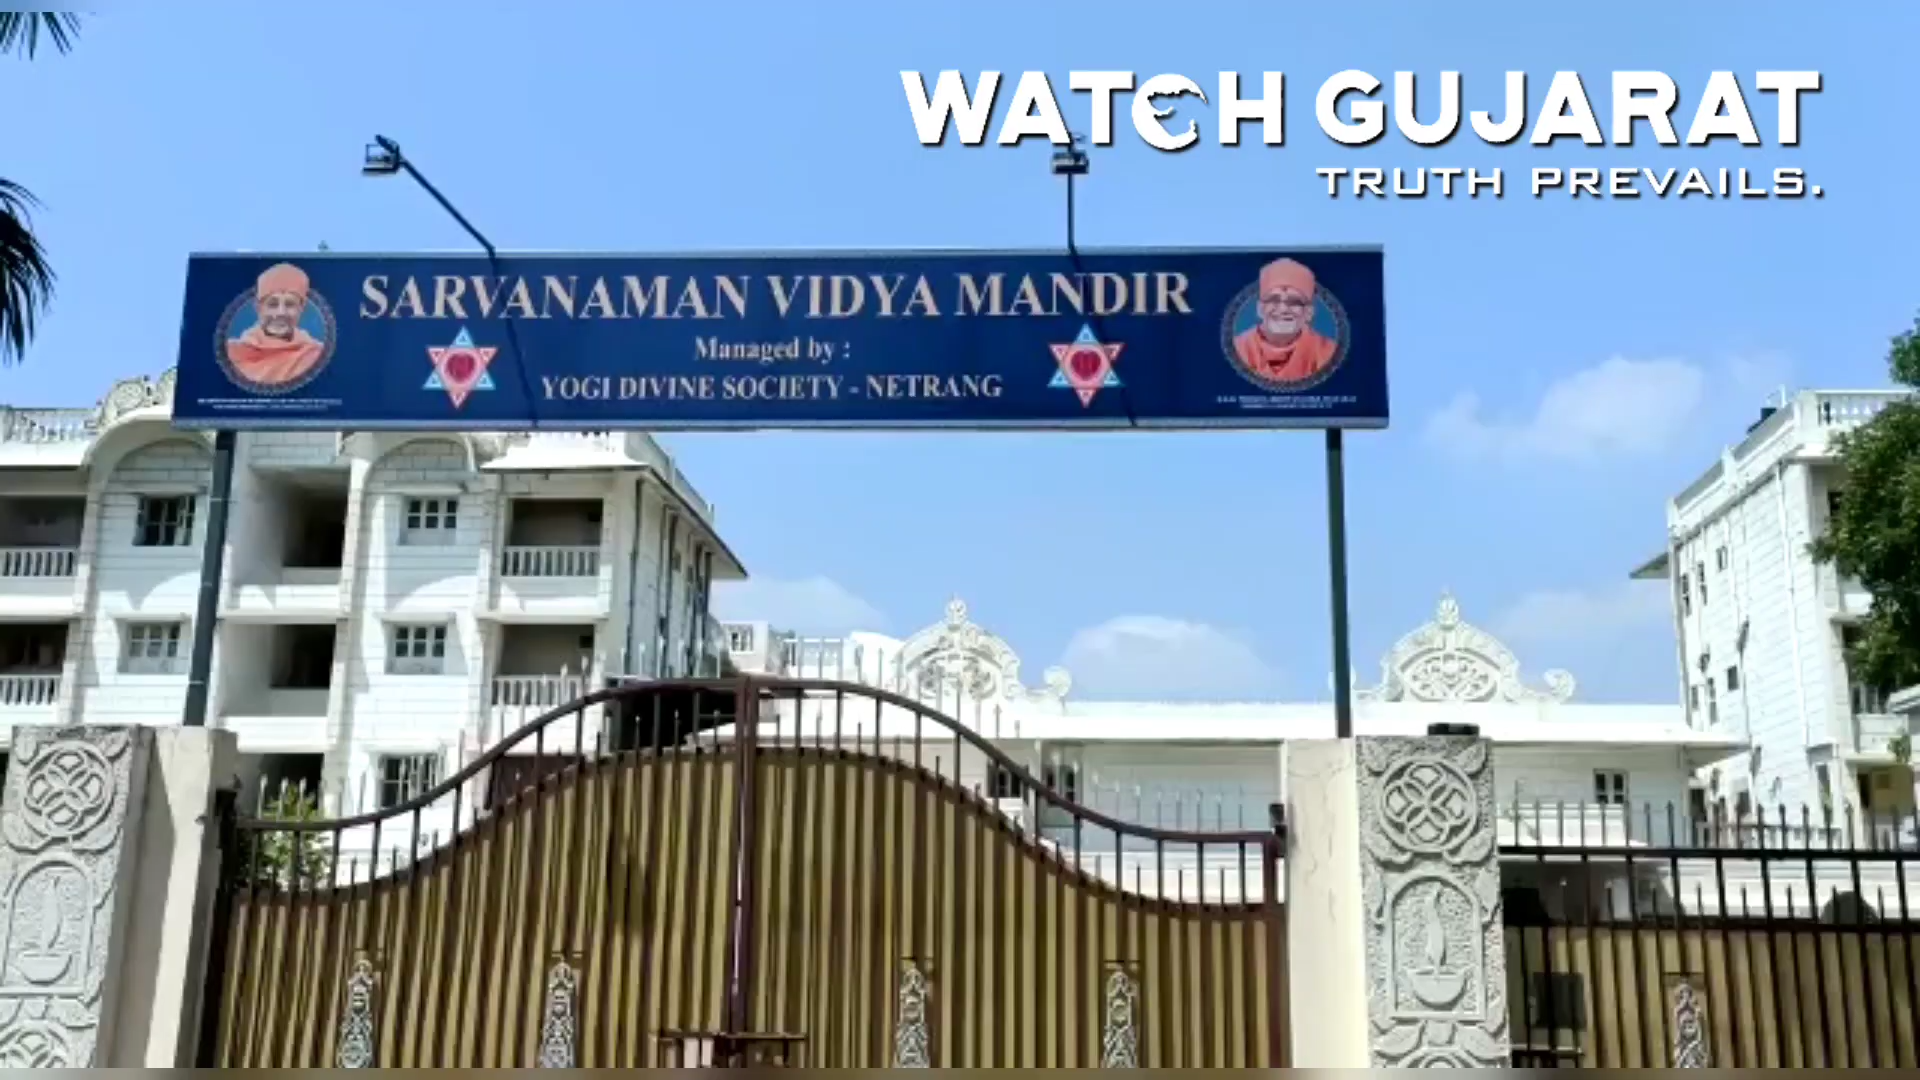 WATCH GUJARAT
TRUTH PREVAILS.
SARVANAMAN VIDYA MANDIR
Managed by :
YOGI DIVINE SOCIETY - NETRANG